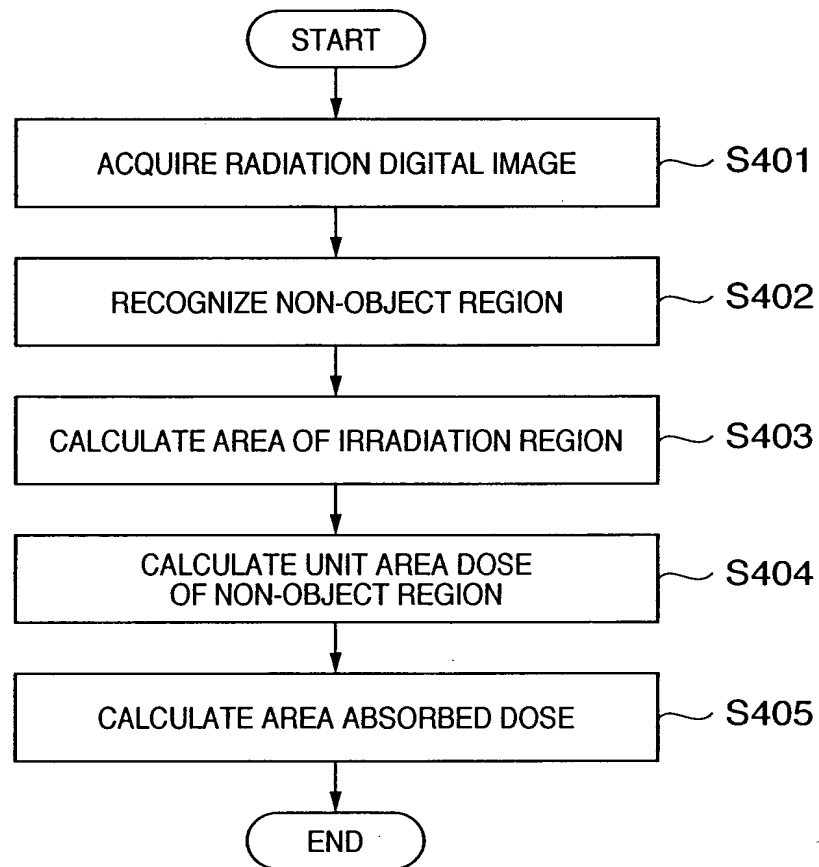 START
ACQUIRE RADIATION DIGITAL IMAGE
S401
RECOGNIZE NON-OBJECT REGION
S402
CALCULATE AREA OF IRRADIATION REGION
S403
CALCULATE UNIT AREA DOSE
OF NON-OBJECT REGION
S404
CALCULATE AREA ABSORBED DOSE
S405
END